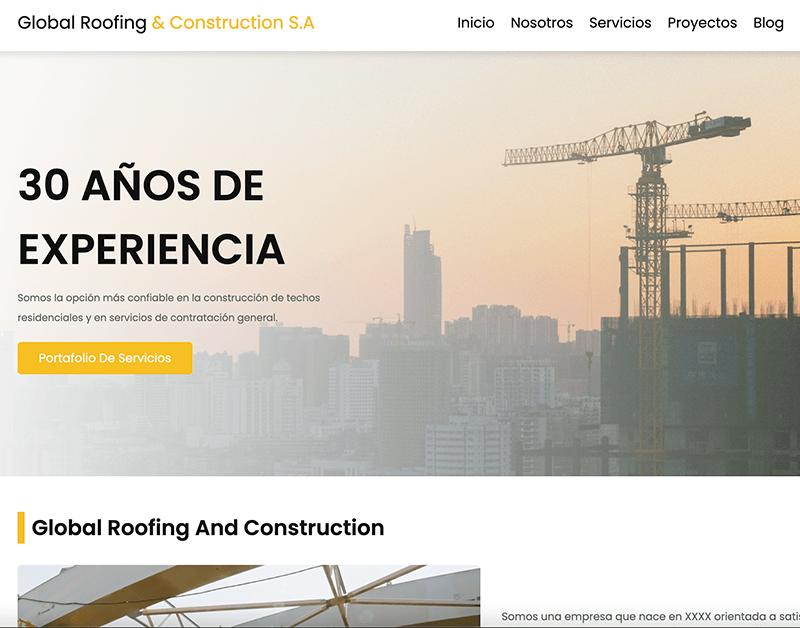 Global Roofing & Construction S.A
Inicio Nosotros Servicios Proyectos Blog
30 AÑOS DE
EXPERIENCIA
Somos la opción más confiable en la construcción de techos
residenciales y en servicios de contratación general.
Portafolio De Servicios
Global Roofing And Construction
Somos una empresa que nace en XXXX orientada a